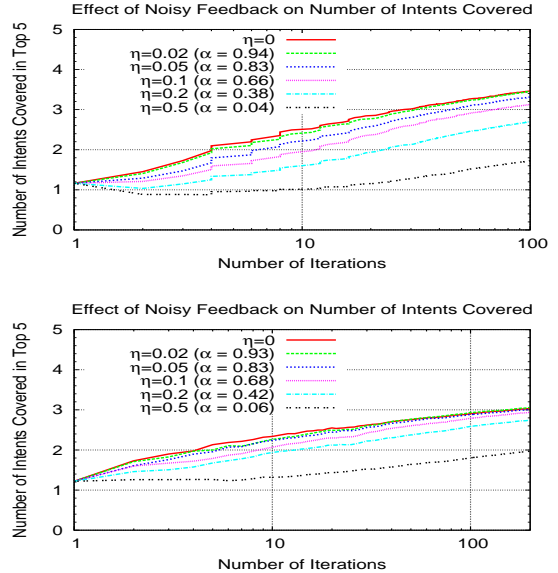 Effect of Noisy Feedback on Number of Intents Covered
Number of Intents Covered in Top 5
5
4
3
2
1
0
η=0
η=0.02 (α = 0.94)
η=0.05 (α = 0.83)
η=0.1 (α = 0.66)
η=0.2 (α = 0.38)
η=0.5 (α = 0.04)
1 10 100
Number of Iterations
Effect of Noisy Feedback on Number of Intents Covered
Number of Intents Covered in Top 5
5
4
3
2
1
0
η=0
η=0.02 (α = 0.93)
η=0.05 (α = 0.83)
η=0.1 (α = 0.68)
η=0.2 (α = 0.42)
η=0.5 (α = 0.06)
1 10 100
Number of Iterations